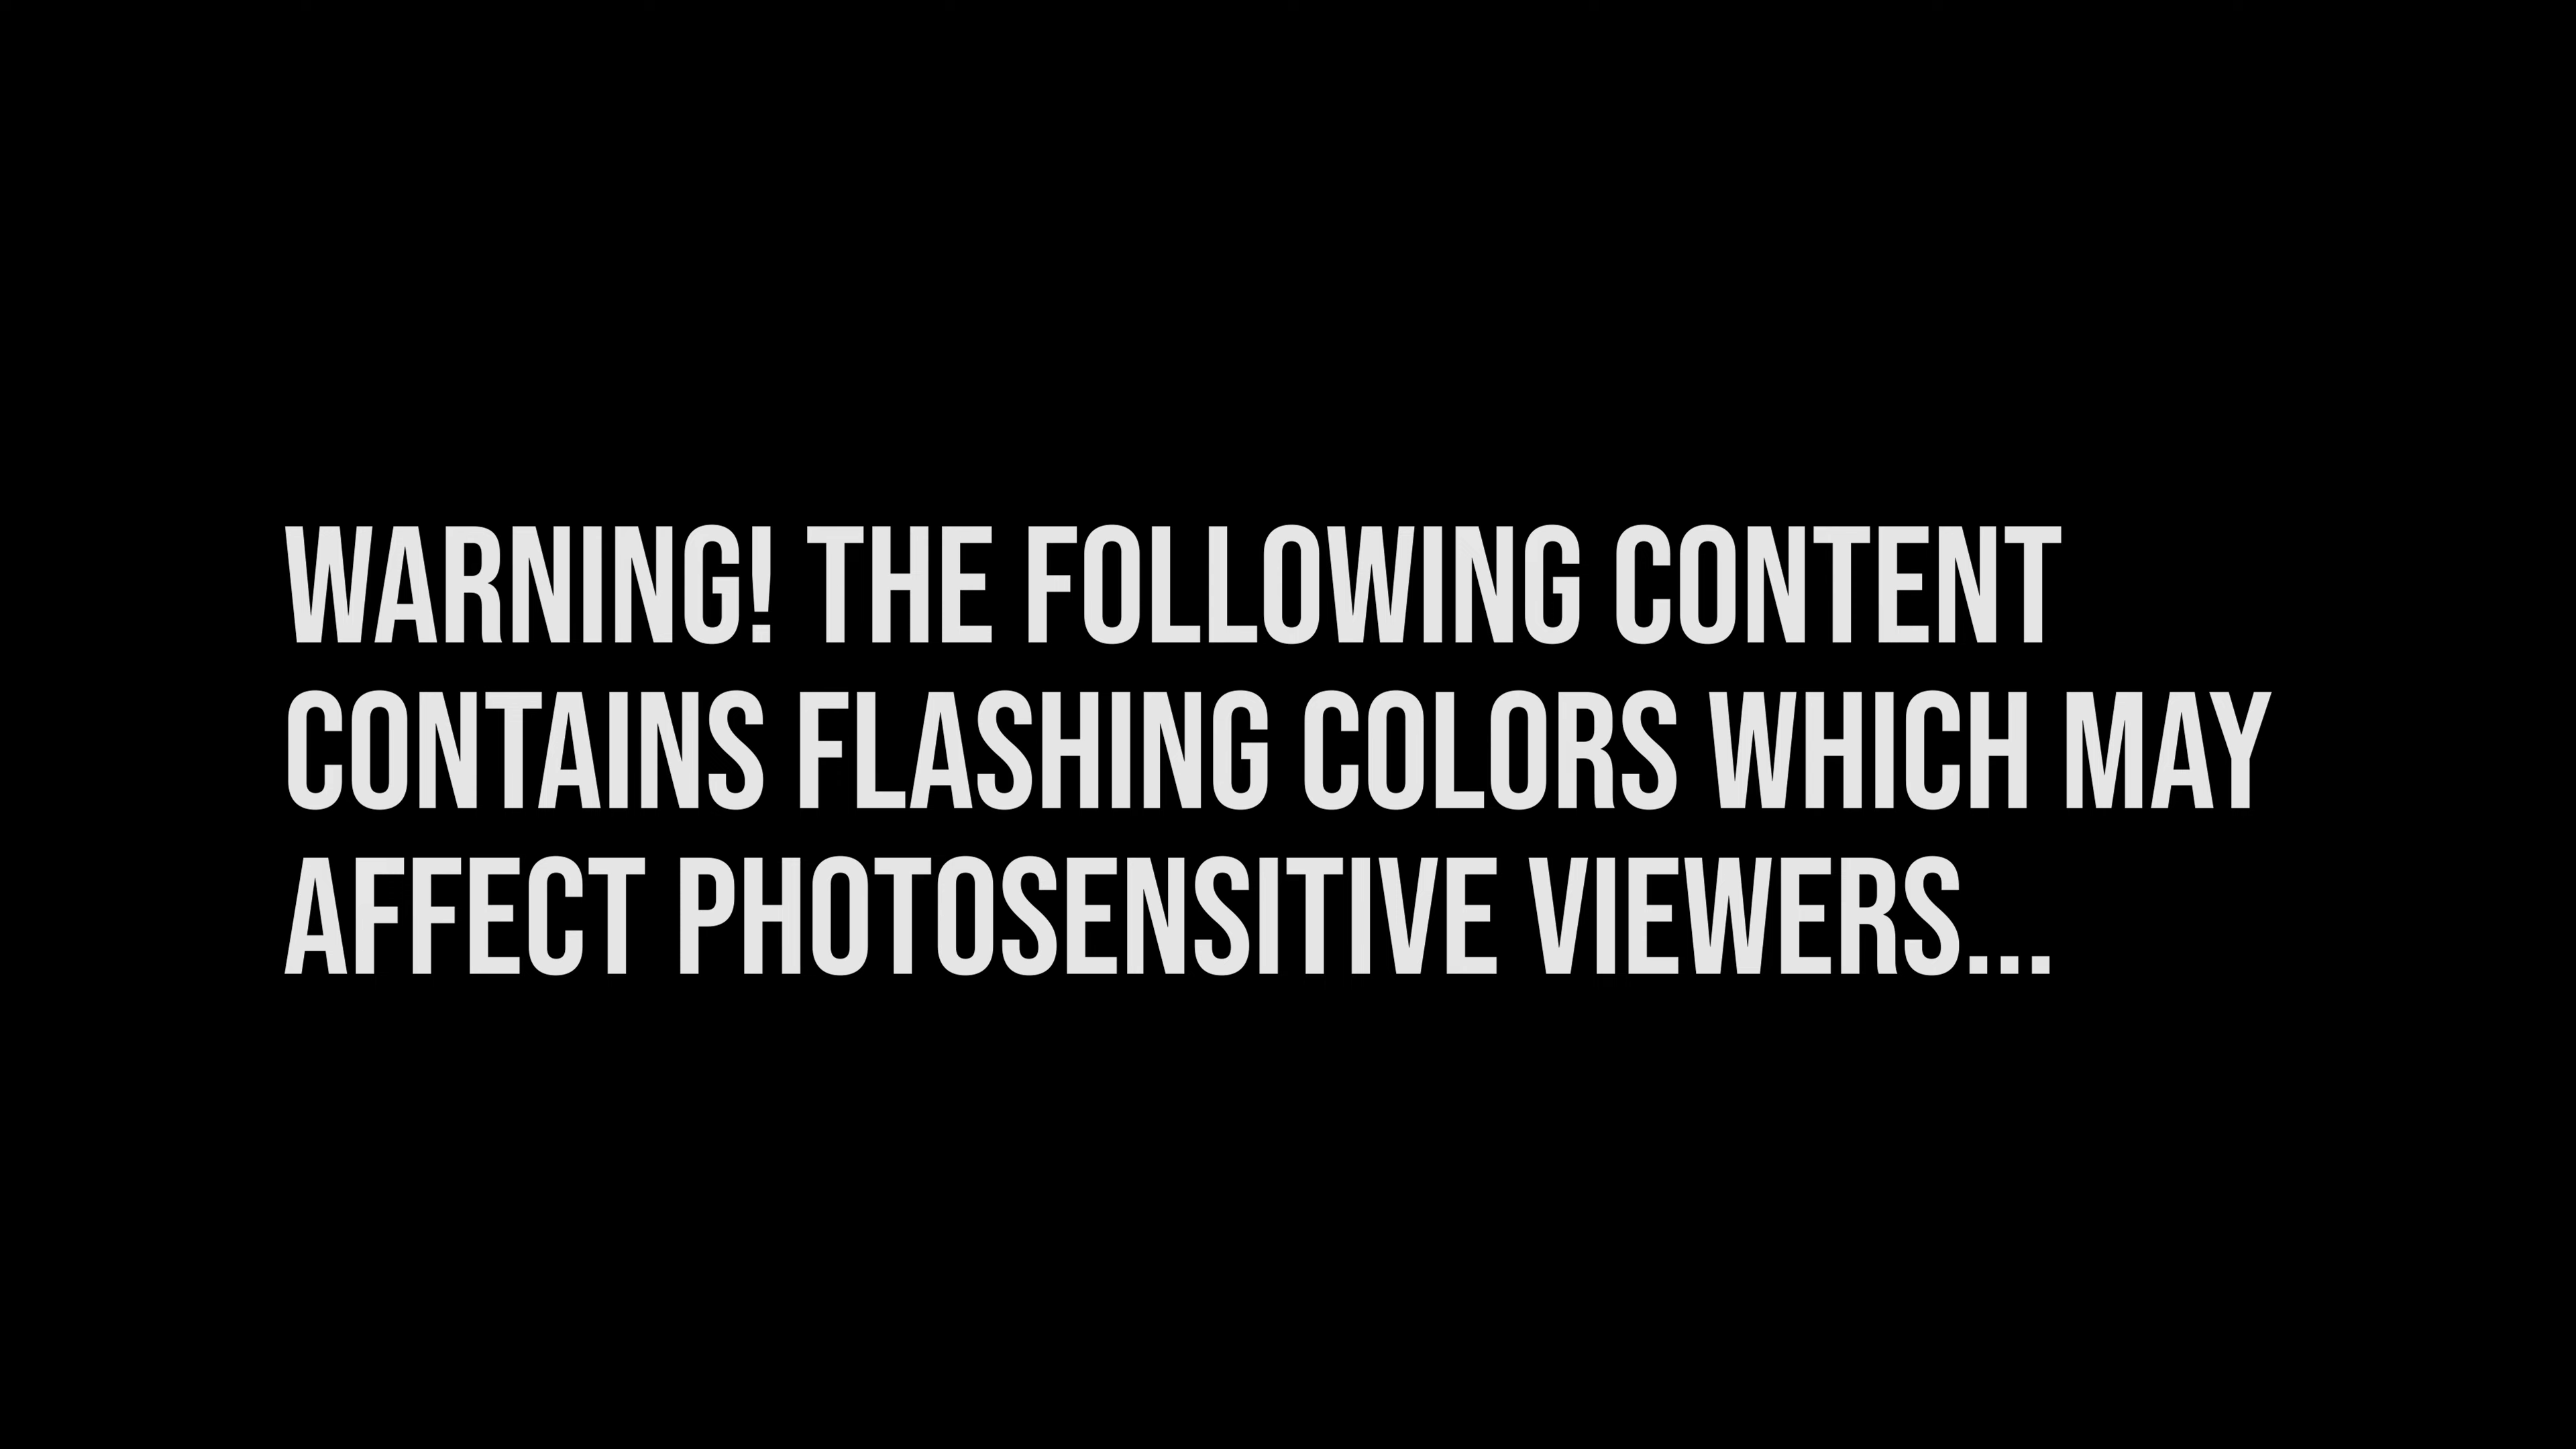 WARNING! THE FOLLOWING CONTENT
CONTAINS FLASHING COLORS WHICH MAY
AFFECT PHOTOSENSITIVE VIEWERS...